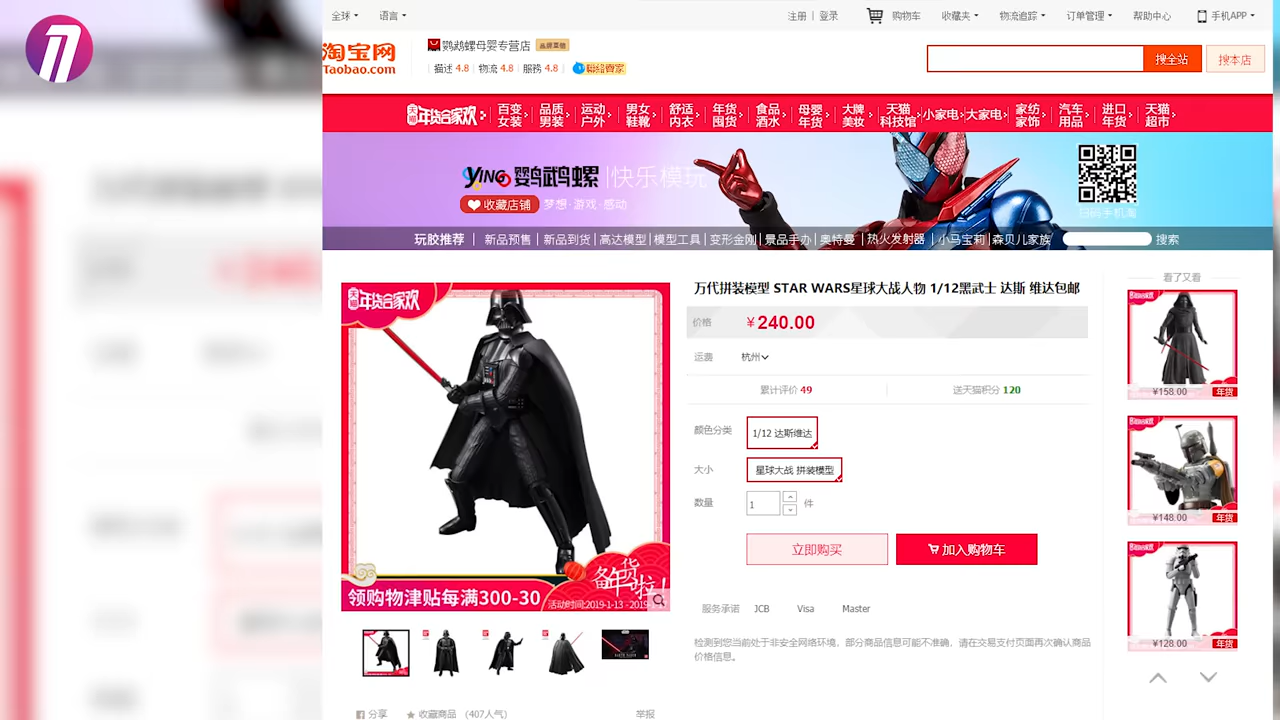 全球 语言 注册 | 登录 购物车 收藏夹 物流追踪 订单管理 帮助中心 手机APP
淘宝网
Taobao.com
鹦鹉螺母婴专营店
描述 4.8 物流 4.8 服務 4.8
搜全站 搜本店
年货合家欢 百变女装 品质男装 运动户外 男女鞋靴 舒适内衣 年货囤货 食品酒水 母婴年货 大牌美妆 天猫科技馆 小家电 大家电 家纺家饰 汽车用品 进口年货 天猫超市
YING 鹦鹉螺 快乐模玩
收藏店铺 梦想·游戏·感动
扫码手机淘
玩胶推荐 | 新品预售 | 新品到货 | 高达模型 | 模型工具 | 变形金刚 | 景品手办 | 奥特曼 | 热火发射器 | 小马宝莉 | 森贝儿家族 搜索
天猫 年货合家欢
备年货啦!
领购物津贴每满300-30
活动时间:2019-1-13 - 2019-1
分享 收藏商品 (407人气) 举报
万代拼装模型 STAR WARS星球大战人物 1/12黑武士 达斯 维达包邮
价格 ¥240.00
运费 杭州
累计评价 49 送天猫积分 120
颜色分类 1/12 达斯维达
大小 星球大战 拼装模型
数量 1 件
立即购买 加入购物车
服务承诺 JCB Visa Master
检测到您当前处于非安全网络环境，部分商品信息可能不准确，请在交易支付页面再次确认商品
价格信息。
看了又看
¥158.00 年货
¥148.00 年货
¥128.00 年货